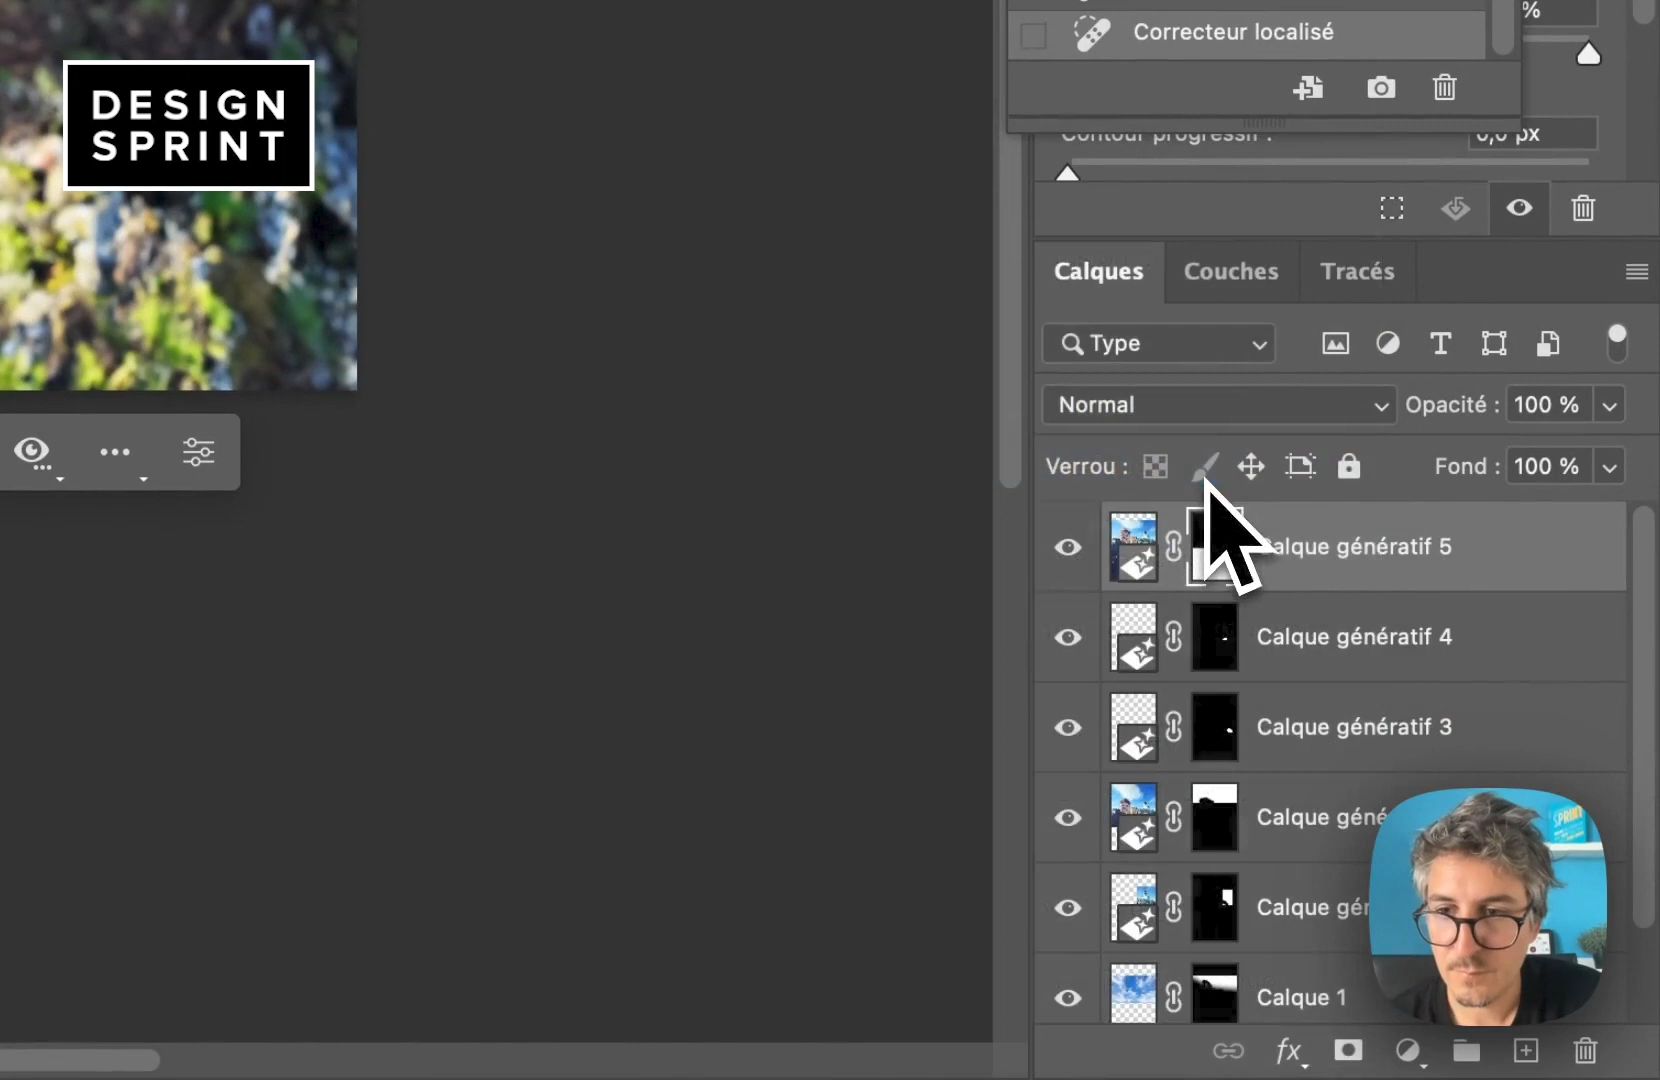 %
Correcteur localisé
DESIGN
SPRINT
Contour progressif :
0,0 px
Calques
Couches
Tracés
Type
Normal
Opacité :
100 %
Verrou :
Fond :
100 %
Calque génératif 5
Calque génératif 4
Calque génératif 3
Calque géné
Calque gér
Calque 1
fx
SPRINT